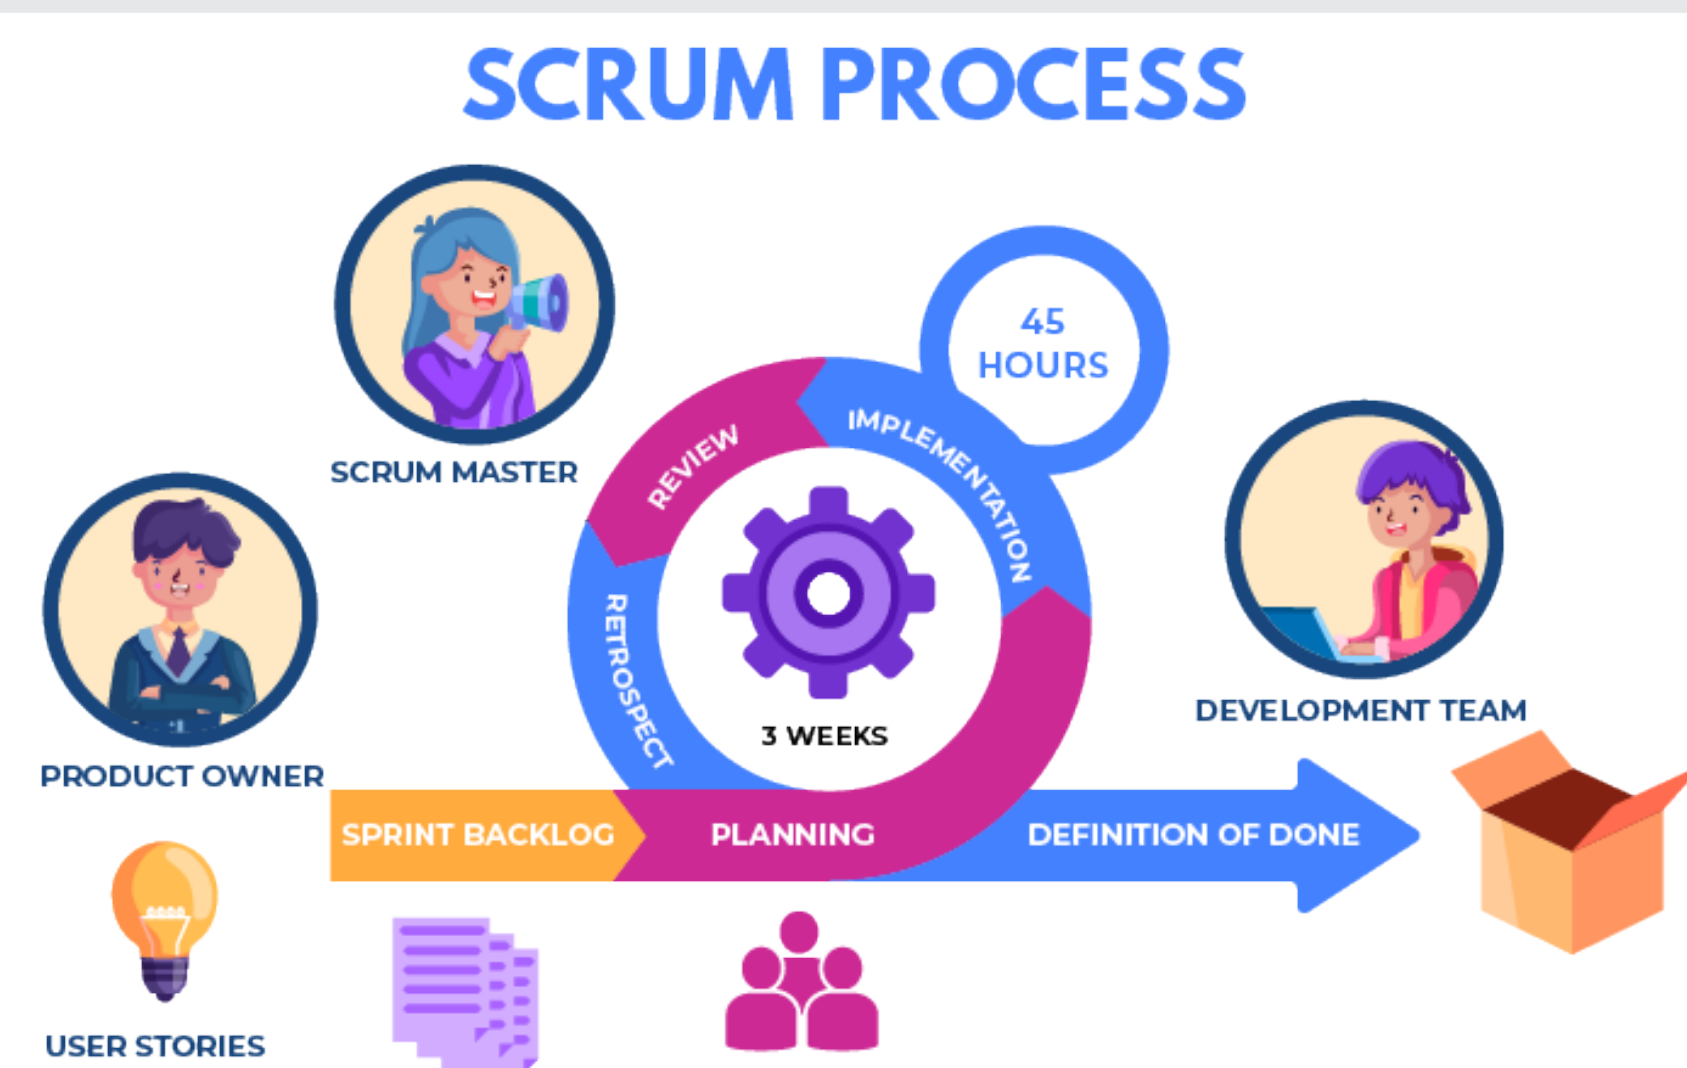 SCRUM PROCESS
45
HOURS
SCRUM MASTER
IMPLEMENTATION
REVIEW
RETROSPECT
3 WEEKS
DEVELOPMENT TEAM
PRODUCT OWNER
SPRINT BACKLOG
PLANNING
DEFINITION OF DONE
USER STORIES